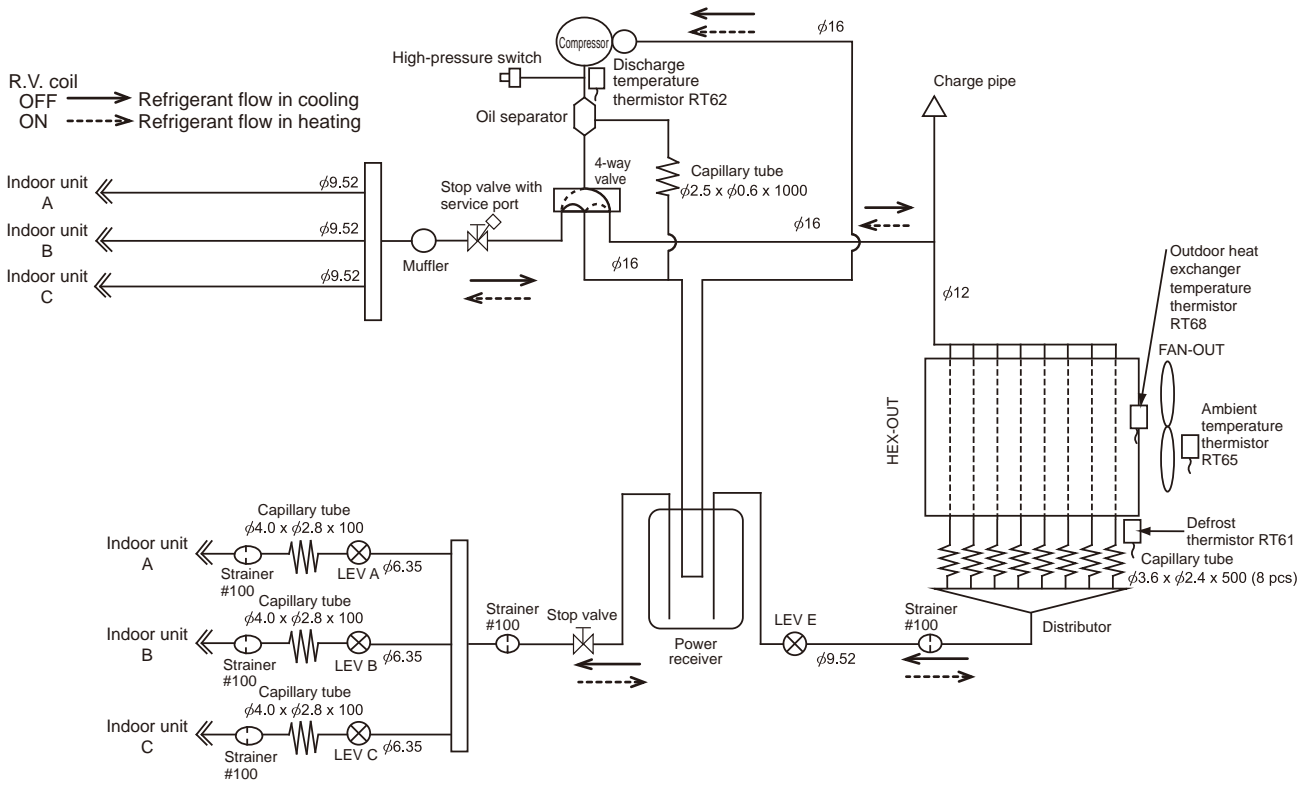 R.V. coil
OFF Refrigerant flow in cooling
ON Refrigerant flow in heating
Compressor
High-pressure switch
Discharge
temperature
thermistor RT62
Oil separator
4-way
valve
Capillary tube
ϕ2.5 x ϕ0.6 x 1000
ϕ16
Charge pipe
Indoor unit
A
ϕ9.52
Indoor unit
B
ϕ9.52
Indoor unit
C
ϕ9.52
Muffler
Stop valve with
service port
ϕ16
ϕ16
ϕ12
Outdoor heat
exchanger
temperature
thermistor
RT68
FAN-OUT
HEX-OUT
Ambient
temperature
thermistor
RT65
Defrost
thermistor RT61
Capillary tube
ϕ3.6 x ϕ2.4 x 500 (8 pcs)
Distributor
Strainer
#100
LEV E
ϕ9.52
Power
receiver
Stop valve
Strainer
#100
Indoor unit
A
Strainer
#100
Capillary tube
ϕ4.0 x ϕ2.8 x 100
LEV A
ϕ6.35
Indoor unit
B
Strainer
#100
Capillary tube
ϕ4.0 x ϕ2.8 x 100
LEV B
ϕ6.35
Indoor unit
C
Strainer
#100
Capillary tube
ϕ4.0 x ϕ2.8 x 100
LEV C
ϕ6.35